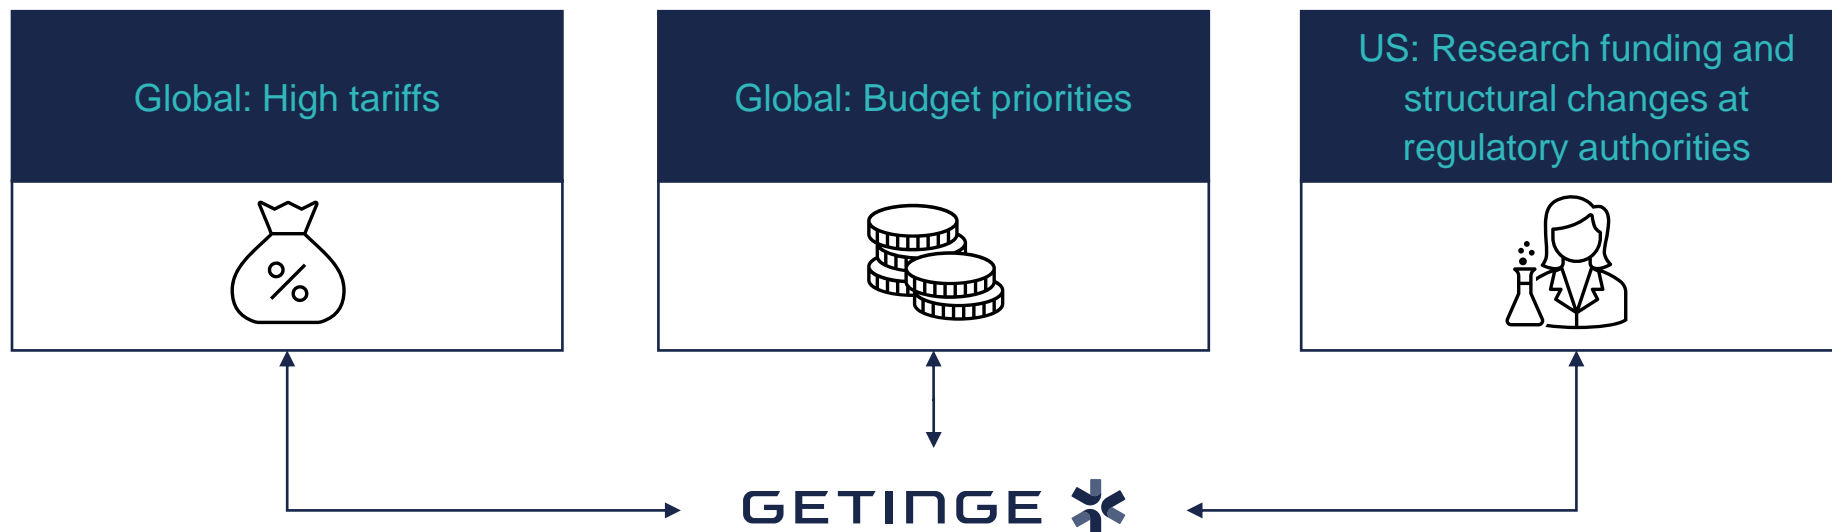 Global: High tariffs
Global: Budget priorities
US: Research funding and
structural changes at
regulatory authorities
%
GETINGE